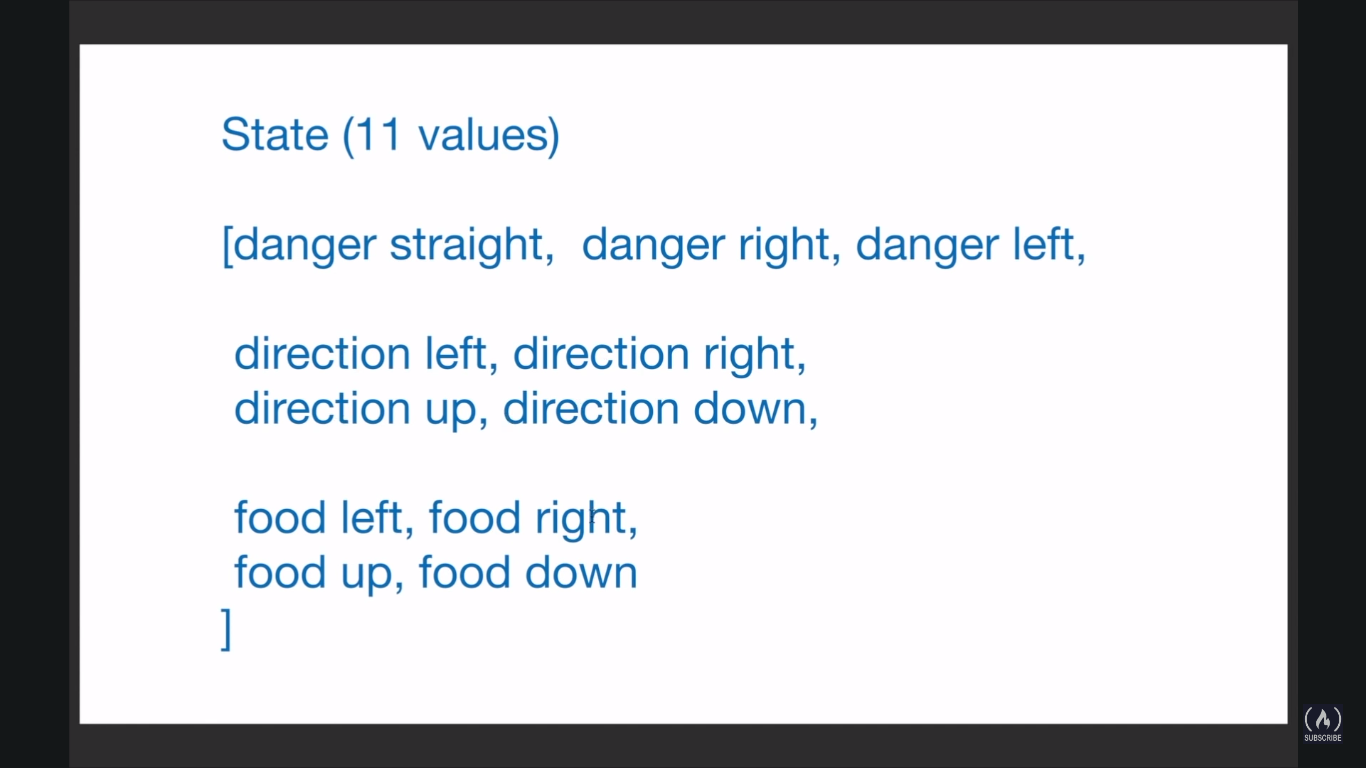 State (11 values)
[danger straight, danger right, danger left,
direction left, direction right,
direction up, direction down,
food left, food right,
food up, food down
]
SUBSCRIBE